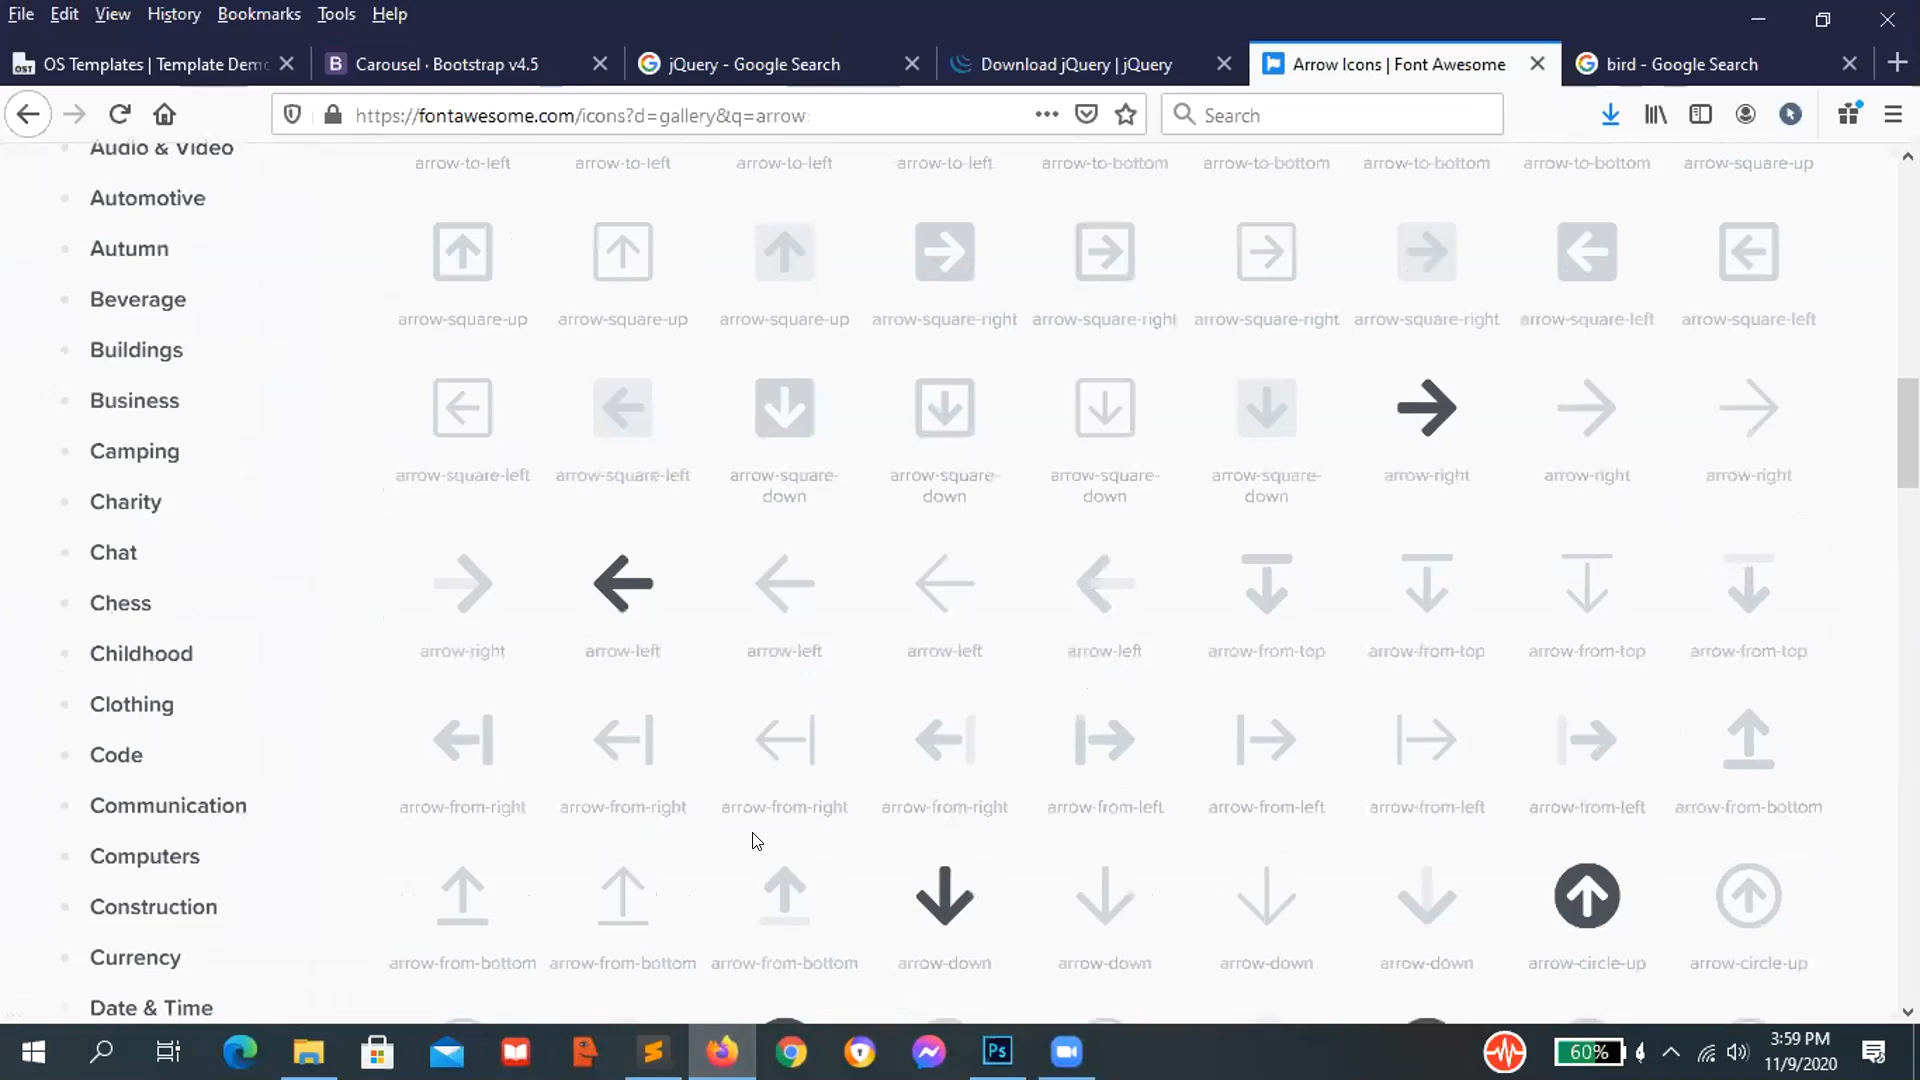 File Edit View History Bookmarks Tools Help
OS Templates | Template Demo
Carousel · Bootstrap v4.5
jQuery - Google Search
Download jQuery | jQuery
Arrow Icons | Font Awesome
bird - Google Search
https://fontawesome.com/icons?d=gallery&q=arrow
Search
Audio & Video
Automotive
Autumn
Beverage
Buildings
Business
Camping
Charity
Chat
Chess
Childhood
Clothing
Code
Communication
Computers
Construction
Currency
Date & Time
arrow-to-left arrow-to-left arrow-to-left arrow-to-left arrow-to-bottom arrow-to-bottom arrow-to-bottom arrow-to-bottom arrow-square-up
arrow-square-up arrow-square-up arrow-square-up arrow-square-right arrow-square-right arrow-square-right arrow-square-right arrow-square-left arrow-square-left
arrow-square-left arrow-square-left arrow-square-down arrow-square-down arrow-square-down arrow-square-down arrow-right arrow-right arrow-right
arrow-right arrow-left arrow-left arrow-left arrow-left arrow-from-top arrow-from-top arrow-from-top arrow-from-top
arrow-from-right arrow-from-right arrow-from-right arrow-from-right arrow-from-left arrow-from-left arrow-from-left arrow-from-left arrow-from-bottom
arrow-from-bottom arrow-from-bottom arrow-from-bottom arrow-down arrow-down arrow-down arrow-down arrow-circle-up arrow-circle-up
Ps
60%
3:59 PM
11/9/2020